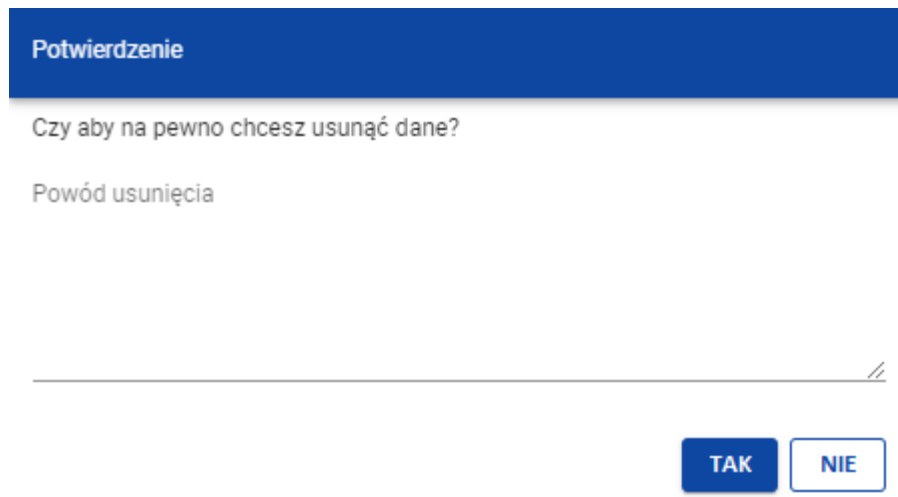 Potwierdzenie
Czy aby na pewno chcesz usunąć dane?
Powód usunięcia
TAK NIE